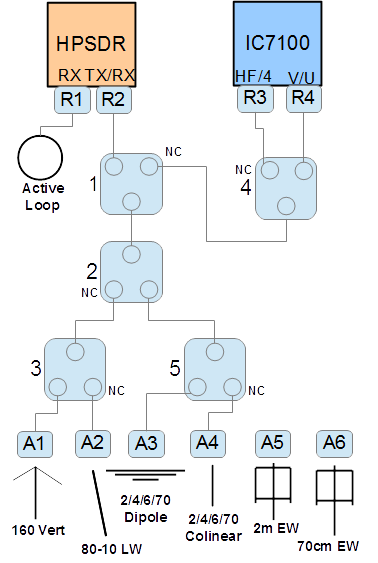 HPSDR
IC7100
RX TX/RX
HF/4 V/U
R1 R2
R3 R4
NC
NC
1
4
Active
Loop
2
NC
3
5
NC
NC
A1 A2 A3 A4 A5 A6
160 Vert
80-10 LW
2/4/6/70
Dipole
2/4/6/70
Colinear
2m EW
70cm EW